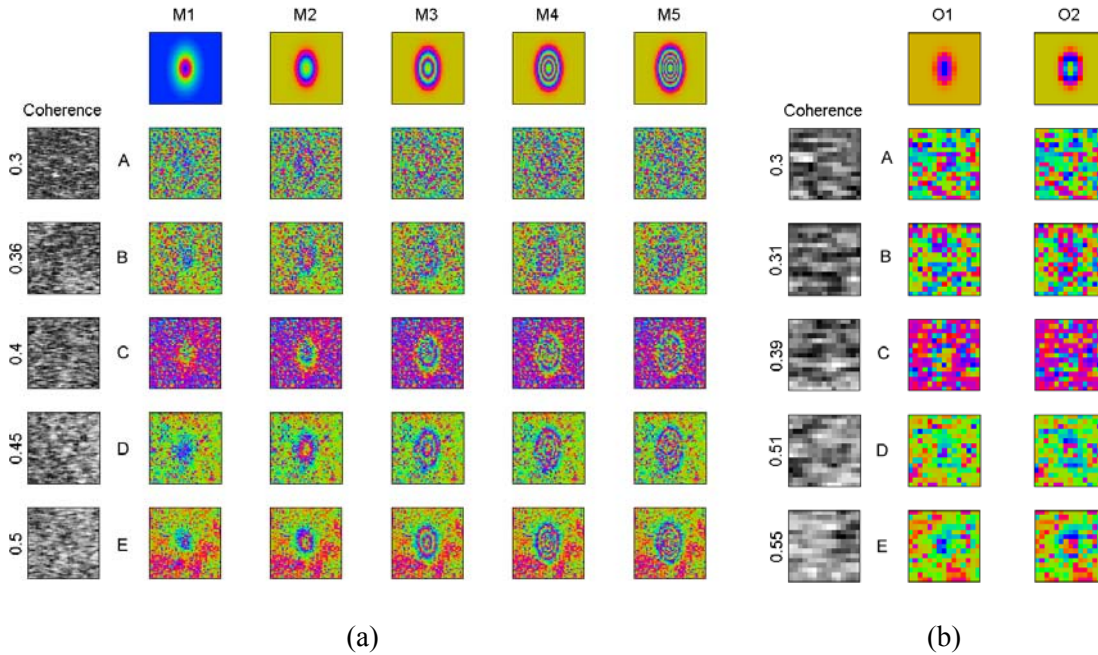 M1 M2 M3 M4 M5 O1 O2
Coherence Coherence
0.3 A 0.3 A
0.36 B 0.31 B
0.4 C 0.39 C
0.45 D 0.51 D
0.5 E 0.55 E
(a) (b)